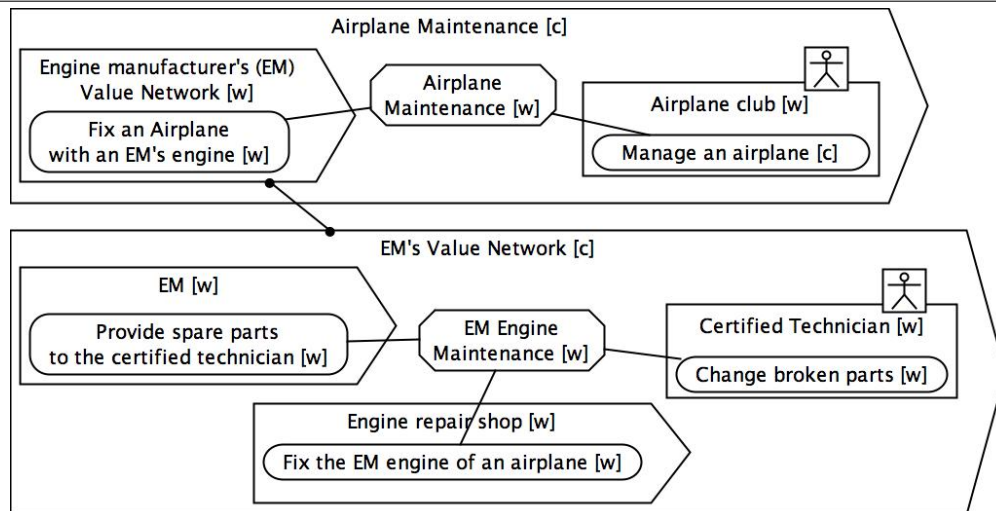 Airplane Maintenance [c]
Engine manufacturer's (EM)
Value Network [w]
Fix an Airplane
with an EM's engine [w]
Airplane
Maintenance [w]
Airplane club [w]
Manage an airplane [c]
EM's Value Network [c]
EM [w]
Provide spare parts
to the certified technician [w]
EM Engine
Maintenance [w]
Certified Technician [w]
Change broken parts [w]
Engine repair shop [w]
Fix the EM engine of an airplane [w]